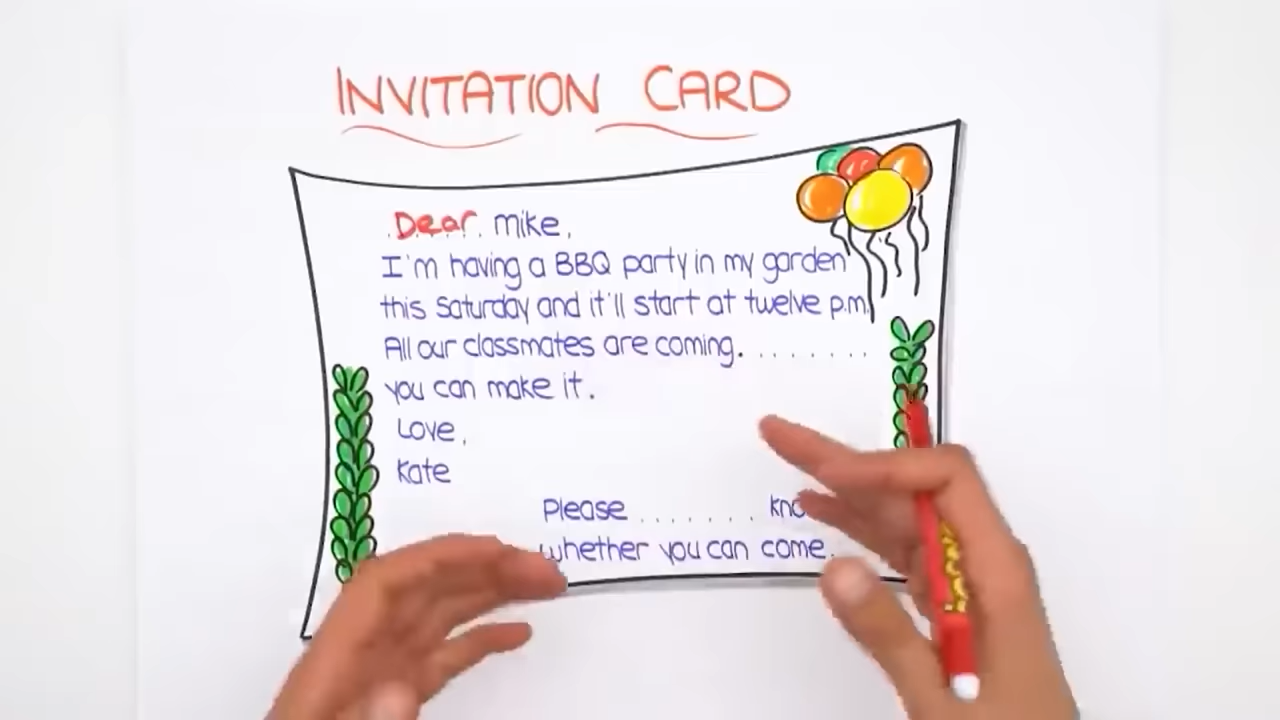 INVITATION CARD
Dear mike,
I'm having a BBQ party in my garden
this Saturday and it'll start at twelve p.m.
All our classmates are coming. . . . . . . .
you can make it.
Love,
Kate
Please . . . . . . .
whether you can come.